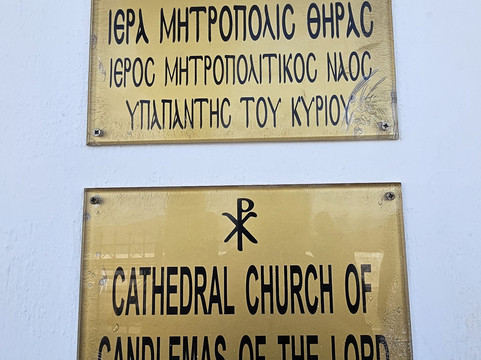 ΙΕΡΑ ΜΗΤΡΟΠΟΛΙΣ ΘΗΡΑΣ
ΙΕΡΟΣ ΜΗΤΡΟΠΟΛΙΤΙΚΟΣ ΝΑΟΣ
ΥΠΑΠΑΝΤΗΣ ΤΟΥ ΚΥΡΙΟΥ
CATHEDRAL CHURCH OF
CANDLEMAS OF THE LORD